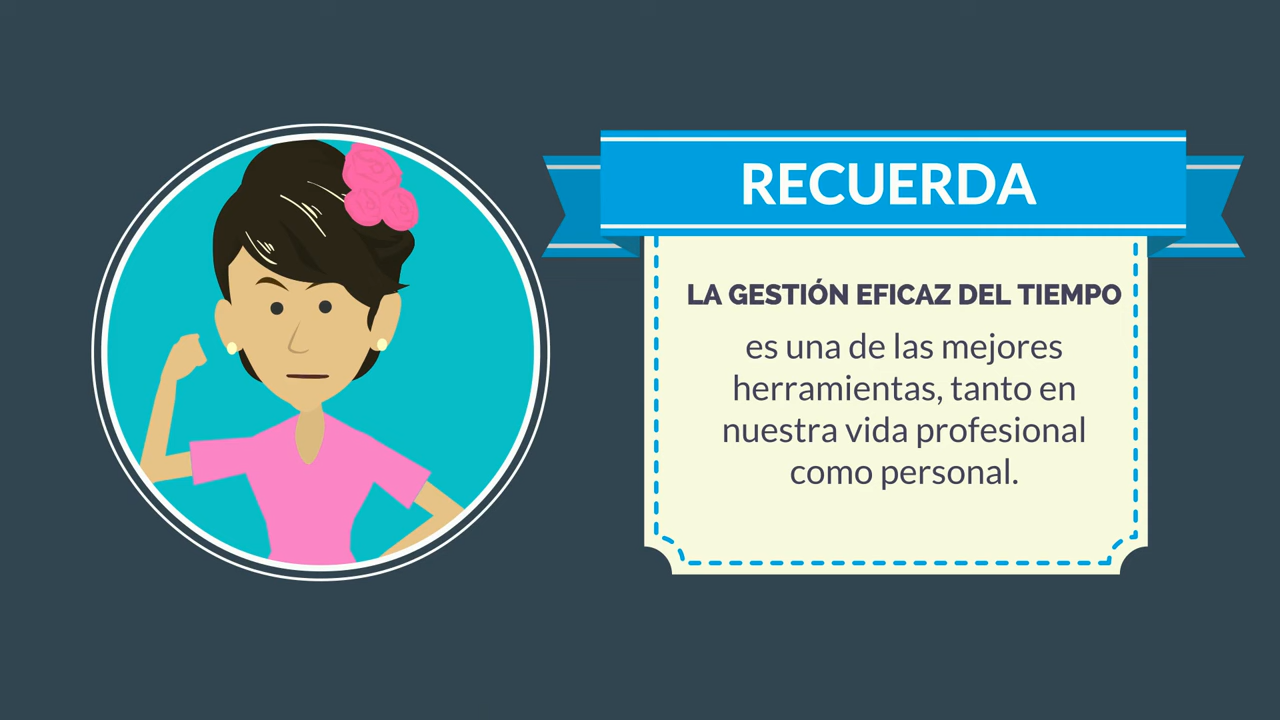 RECUERDA
LA GESTIÓN EFICAZ DEL TIEMPO
es una de las mejores
herramientas, tanto en
nuestra vida profesional
como personal.